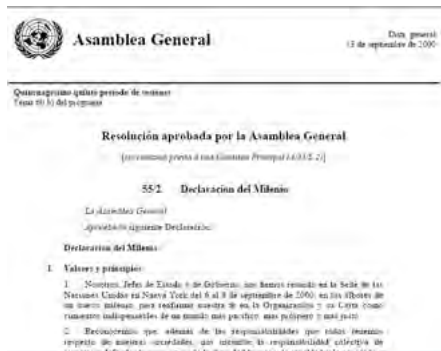 Asamblea General
Distr. general
13 de septiembre de 2000
Quincuagésimo quinto período de sesiones
Tema 60 b) del programa
Resolución aprobada por la Asamblea General
[sin remisión previa a una Comisión Principal (A/55/L.2)]
55/2. Declaración del Milenio
La Asamblea General
Aprueba la siguiente Declaración:
Declaración del Milenio
I. Valores y principios
1. Nosotros, Jefes de Estado y de Gobierno, nos hemos reunido en la Sede de las
Naciones Unidas en Nueva York del 6 al 8 de septiembre de 2000, en los albores de
un nuevo milenio, para reafirmar nuestra fe en la Organización y su Carta como
cimientos indispensables de un mundo más pacífico, más próspero y más justo.
2. Reconocemos que, además de las responsabilidades que todos tenemos
respecto de nuestras sociedades, nos incumbe la responsabilidad colectiva de